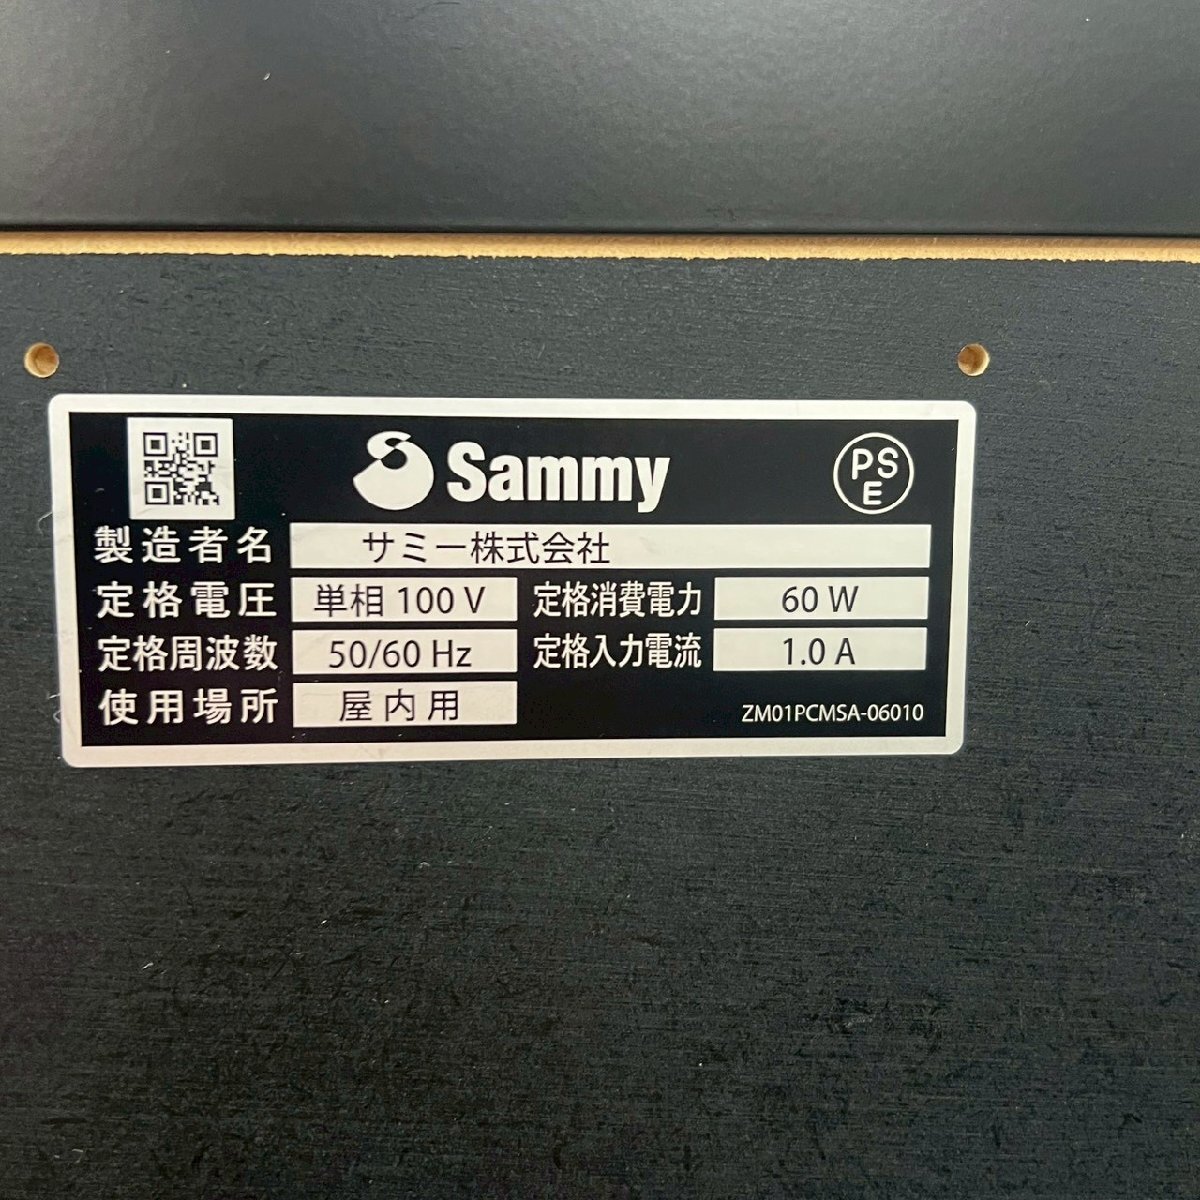 Sammy
PS
E
製造者名 サミー株式会社
定格電圧 単相 100 V 定格消費電力 60 W
定格周波数 50/60 Hz 定格入力電流 1.0 A
使用場所 屋内用
ZM01PCMSA-06010